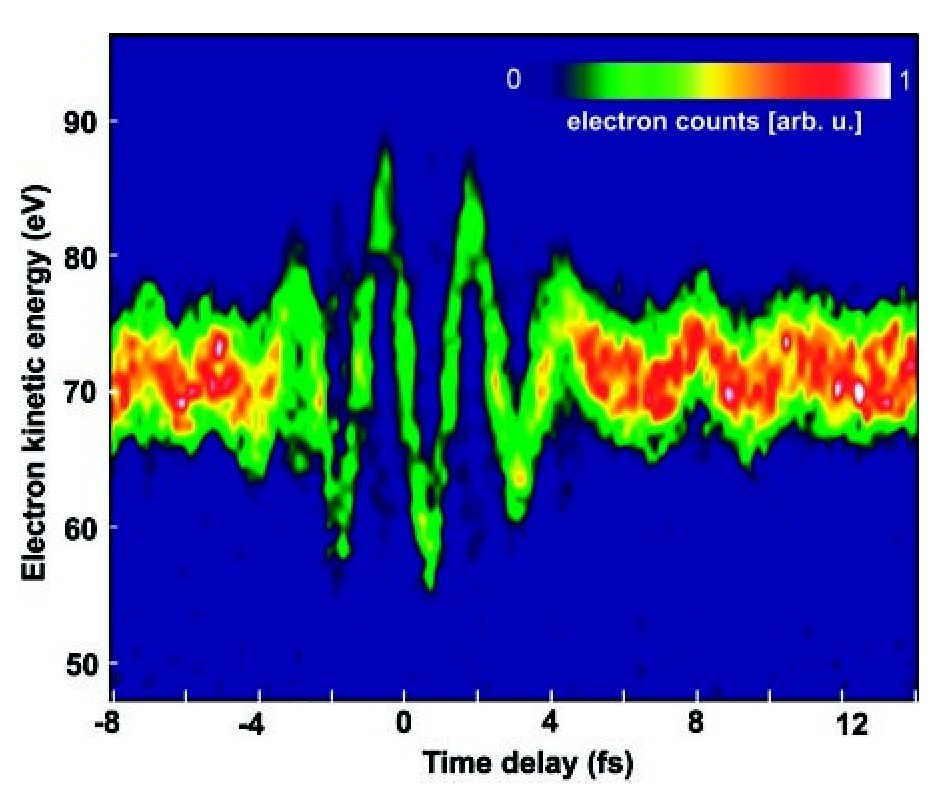 0 1
electron counts [arb. u.]
Electron kinetic energy (eV)
90
80
70
60
50
-8 -4 0 4 8 12
Time delay (fs)